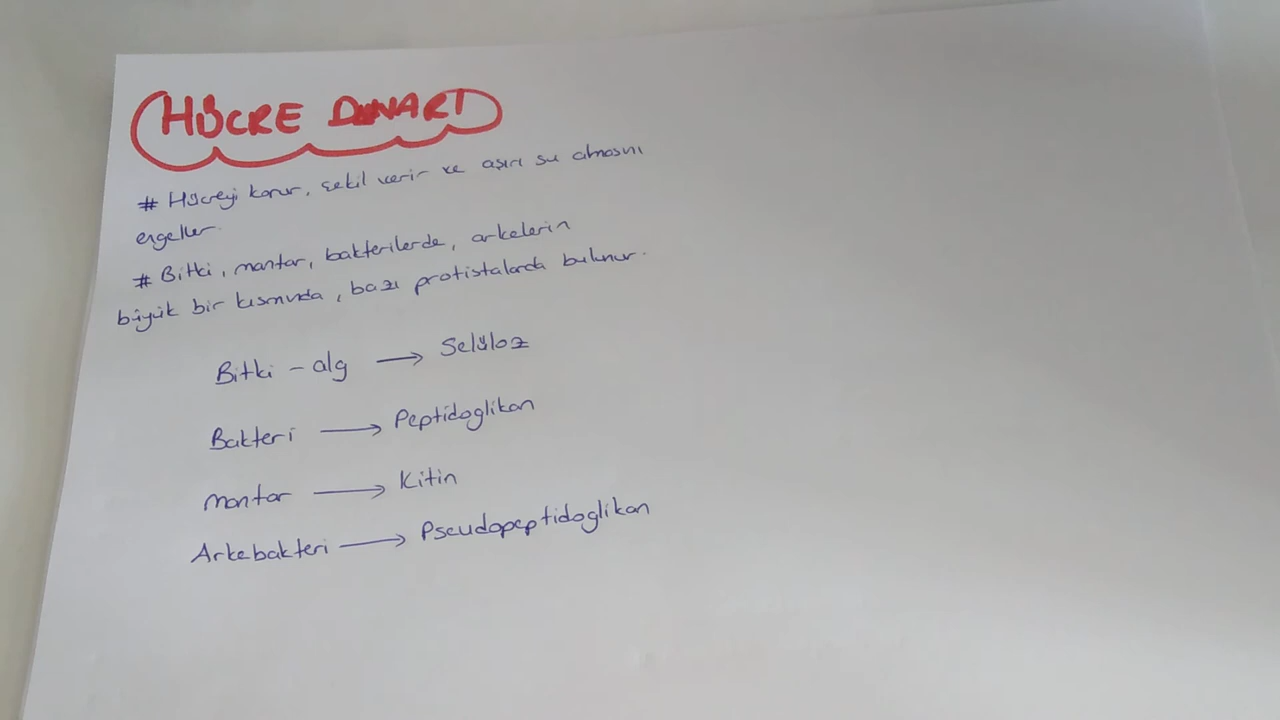 HÜCRE DUVARI
# Hücreyi korur, şekil verir ve aşırı su almasını
engeller.
# Bitki, mantar, bakterilerde, arkelerin
büyük bir kısmında, bazı protistalarda bulunur.
Bitki - alg → Selüloz
Bakteri → Peptidoglikan
mantar → Kitin
Arkebakteri → Pseudopeptidoglikan